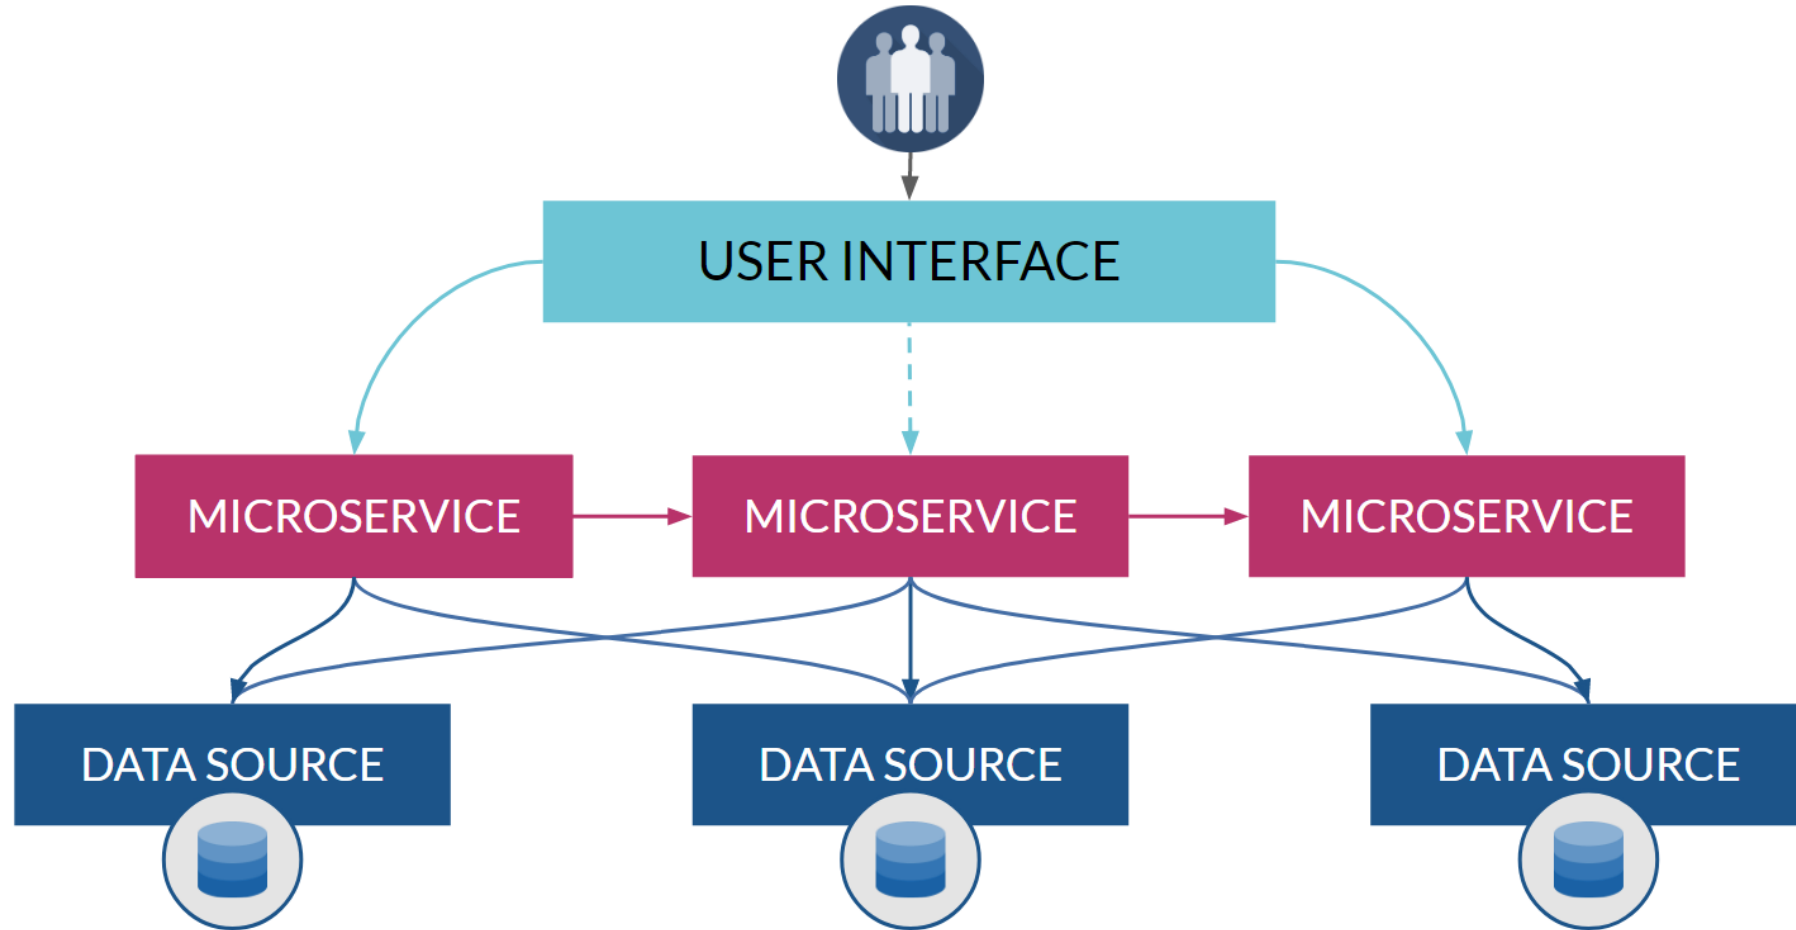 USER INTERFACE
MICROSERVICE
MICROSERVICE
MICROSERVICE
DATA SOURCE
DATA SOURCE
DATA SOURCE